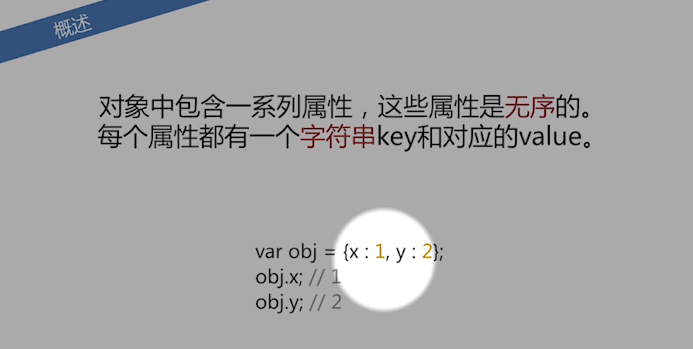 概述
对象中包含一系列属性，这些属性是无序的。
每个属性都有一个字符串key和对应的value。
var obj = {x : 1, y : 2};
obj.x; // 1
obj.y; // 2